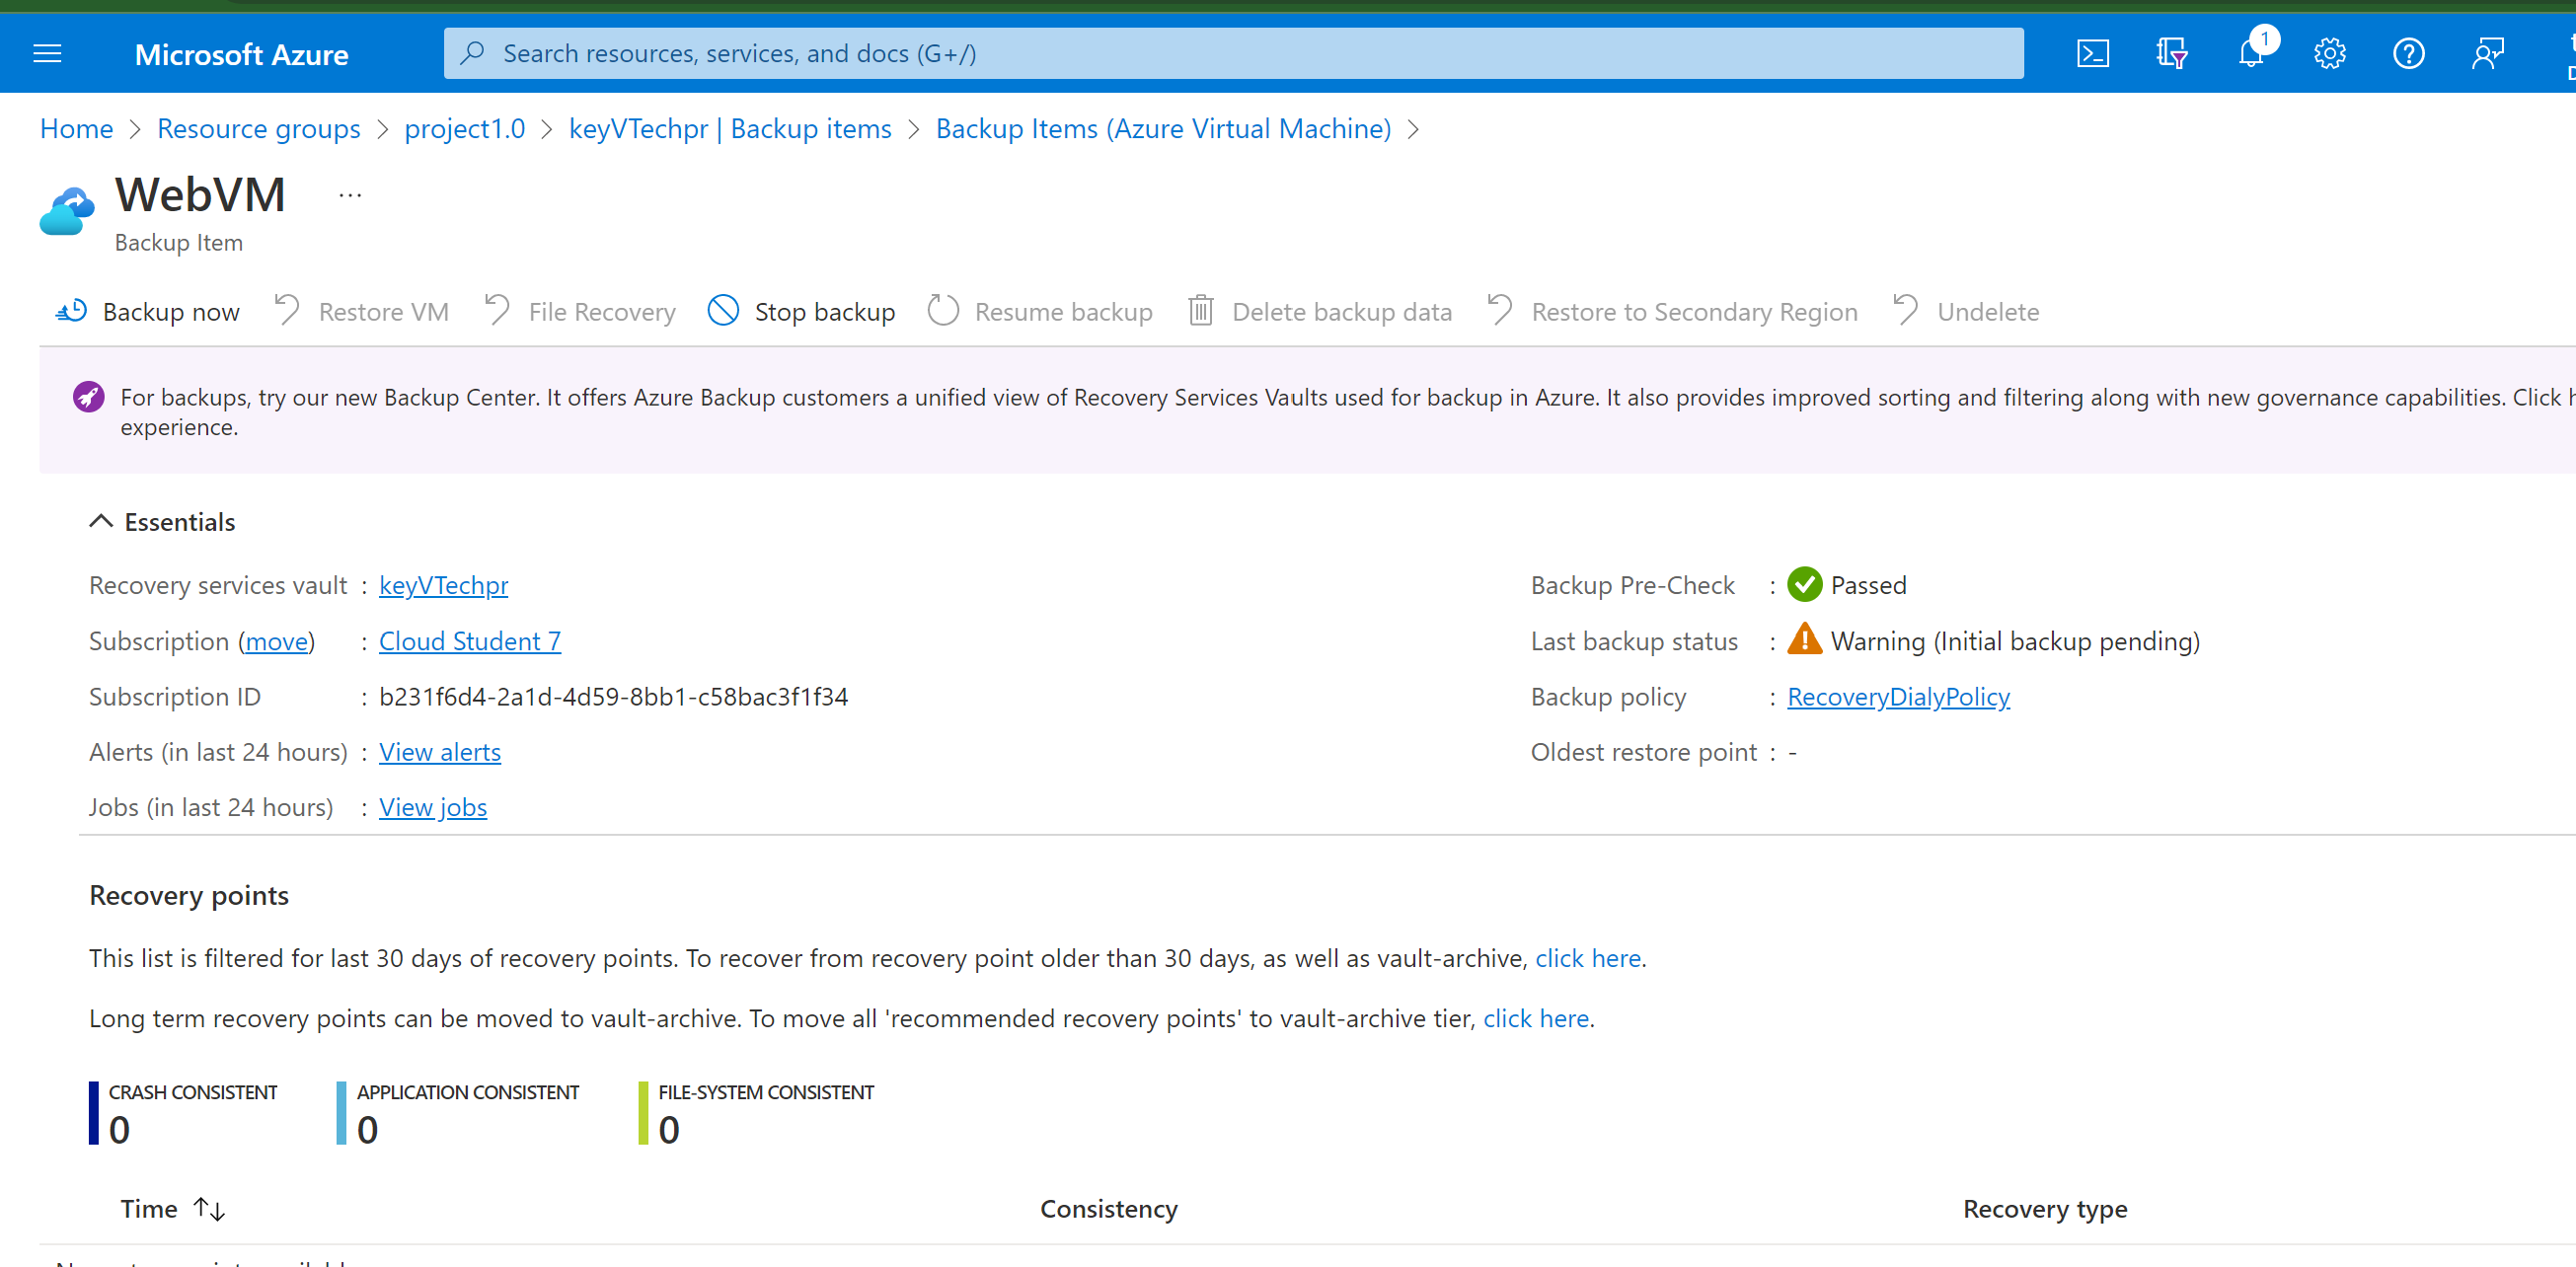 Microsoft Azure
Search resources, services, and docs (G+/)
1
Home > Resource groups > project1.0 > keyVTechpr | Backup items > Backup Items (Azure Virtual Machine) >
WebVM ...
Backup Item
Backup now Restore VM File Recovery Stop backup Resume backup Delete backup data Restore to Secondary Region Undelete
For backups, try our new Backup Center. It offers Azure Backup customers a unified view of Recovery Services Vaults used for backup in Azure. It also provides improved sorting and filtering along with new governance capabilities. Click
experience.
Essentials
Recovery services vault : keyVTechpr
Subscription (move) : Cloud Student 7
Subscription ID : b231f6d4-2a1d-4d59-8bb1-c58bac3f1f34
Alerts (in last 24 hours) : View alerts
Jobs (in last 24 hours) : View jobs
Backup Pre-Check : Passed
Last backup status : Warning (Initial backup pending)
Backup policy : RecoveryDialyPolicy
Oldest restore point : -
Recovery points
This list is filtered for last 30 days of recovery points. To recover from recovery point older than 30 days, as well as vault-archive, click here.
Long term recovery points can be moved to vault-archive. To move all 'recommended recovery points' to vault-archive tier, click here.
CRASH CONSISTENT
0
APPLICATION CONSISTENT
0
FILE-SYSTEM CONSISTENT
0
Time ↑↓ Consistency Recovery type